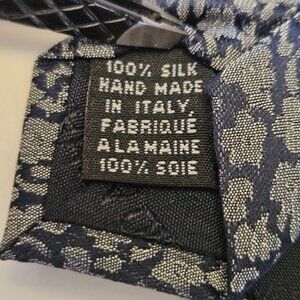 100% SILK
HAND MADE
IN ITALY,
FABRIQUÉ
A LA MAINE
100% SOIE